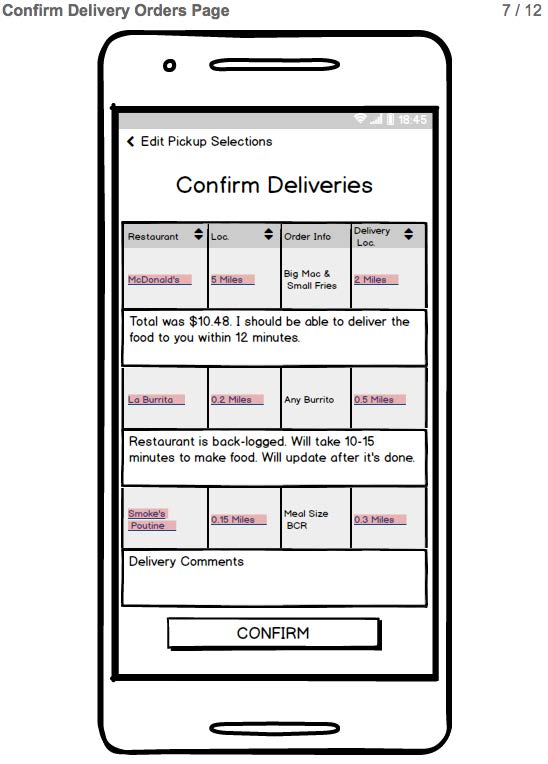 Confirm Delivery Orders Page 7 / 12
18:45
Edit Pickup Selections
Confirm Deliveries
Restaurant Loc. Order Info Delivery Loc.
McDonald's 5 Miles Big Mac & Small Fries 2 Miles
Total was $10.48. I should be able to deliver the
food to you within 12 minutes.
La Burrito 0.2 Miles Any Burrito 0.5 Miles
Restaurant is back-logged. Will take 10-15
minutes to make food. Will update after it's done.
Smoke's Poutine 0.15 Miles Meal Size BCR 0.3 Miles
Delivery Comments
CONFIRM